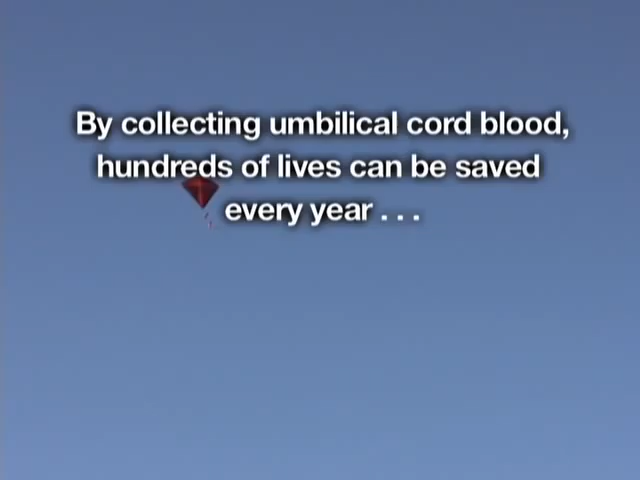 By collecting umbilical cord blood,
hundreds of lives can be saved
every year . . .